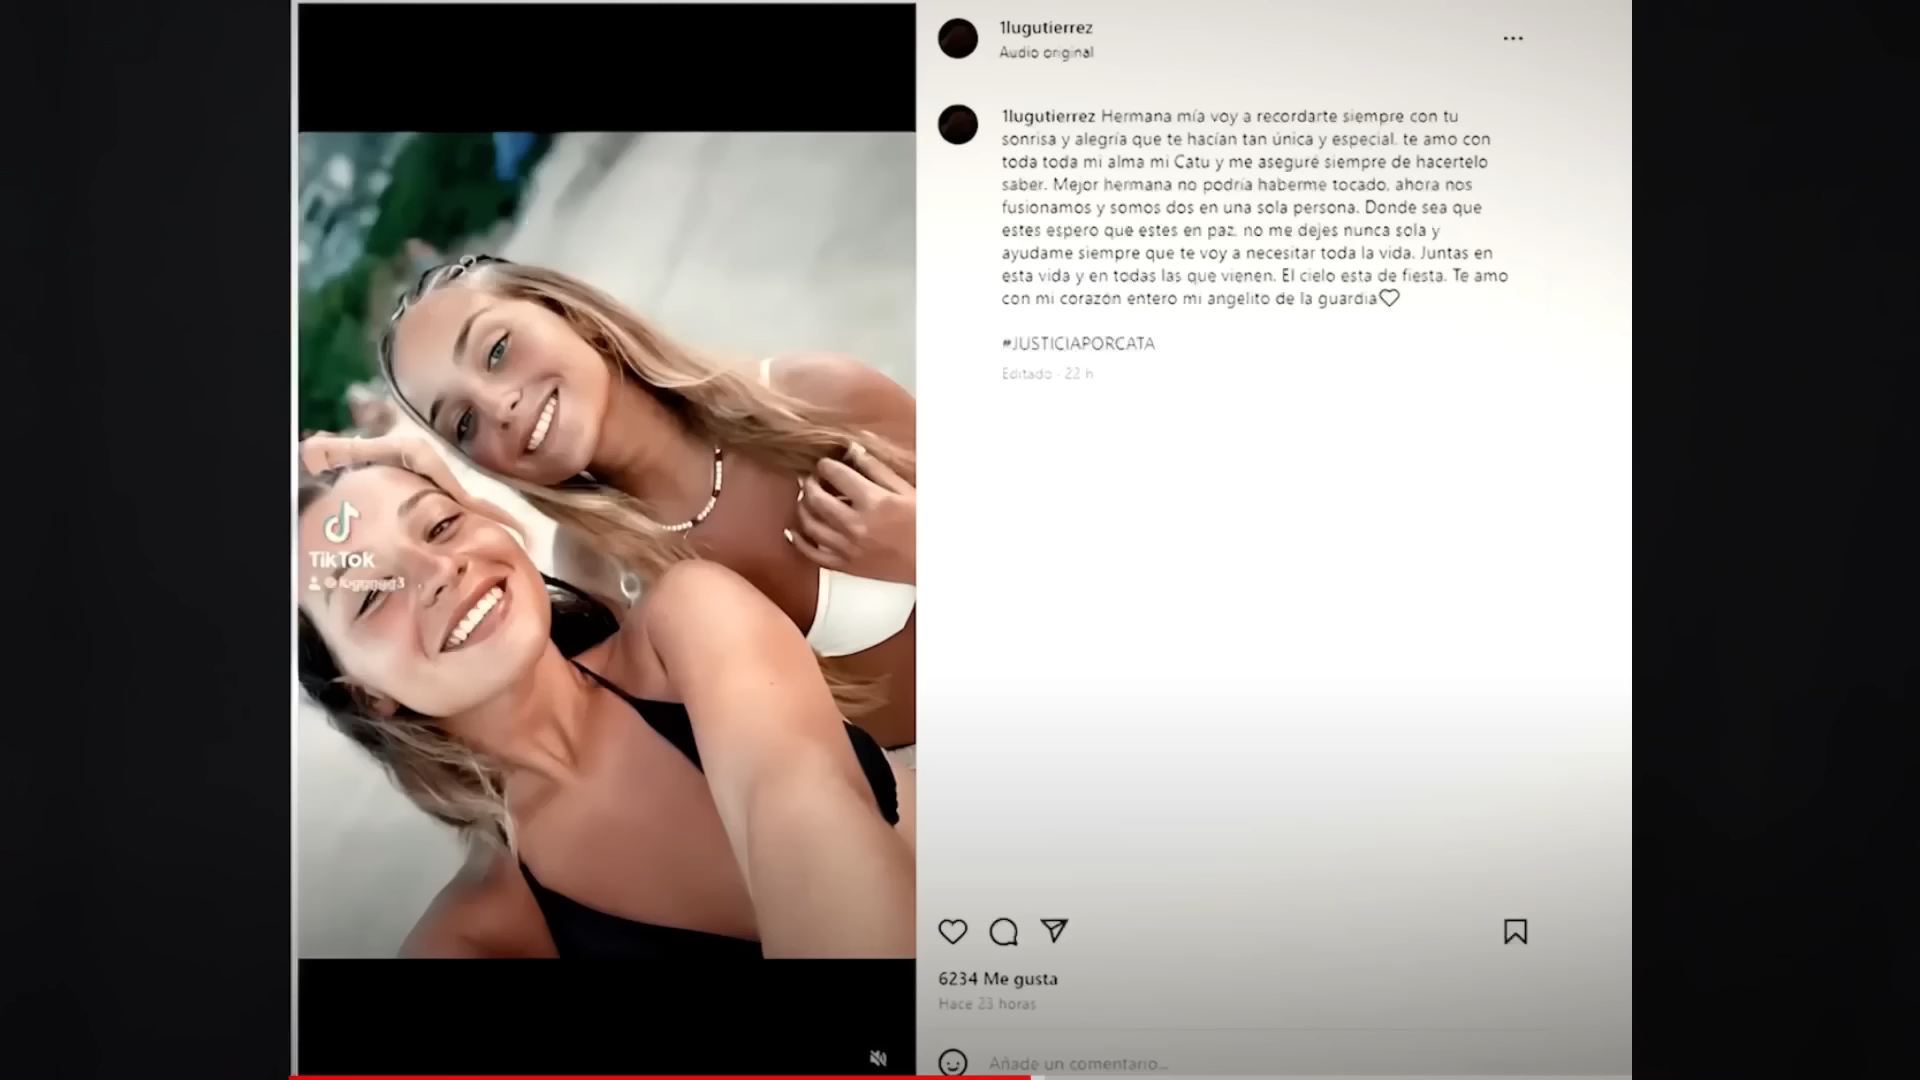 1lugutierrez
Audio original
1lugutierrez Hermana mía voy a recordarte siempre con tu
sonrisa y alegría que te hacían tan única y especial. te amo con
toda toda mi alma mi Catu y me aseguré siempre de hacertelo
saber. Mejor hermana no podría haberme tocado, ahora nos
fusionamos y somos dos en una sola persona. Donde sea que
estes espero que estes en paz, no me dejes nunca sola y
ayudame siempre que te voy a necesitar toda la vida. Juntas en
esta vida y en todas las que vienen. El cielo esta de fiesta. Te amo
con mi corazón entero mi angelito de la guardia
#JUSTICIAPORCATA
Editado · 22 h
TikTok
6234 Me gusta
Hace 23 horas
Añade un comentario...